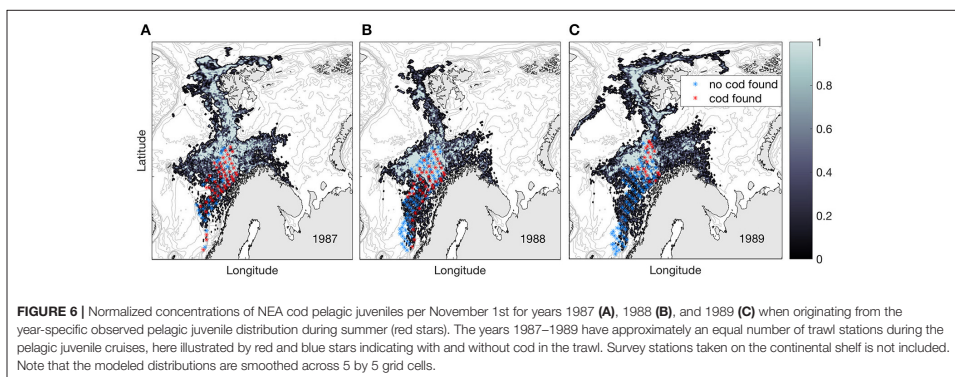 A
B
C
1
0.8
0.6
0.4
0.2
0
no cod found
cod found
Latitude
1987
1988
1989
Longitude
Longitude
Longitude
FIGURE 6 | Normalized concentrations of NEA cod pelagic juveniles per November 1st for years 1987 (A), 1988 (B), and 1989 (C) when originating from the
year-specific observed pelagic juvenile distribution during summer (red stars). The years 1987–1989 have approximately an equal number of trawl stations during the
pelagic juvenile cruises, here illustrated by red and blue stars indicating with and without cod in the trawl. Survey stations taken on the continental shelf is not included.
Note that the modeled distributions are smoothed across 5 by 5 grid cells.